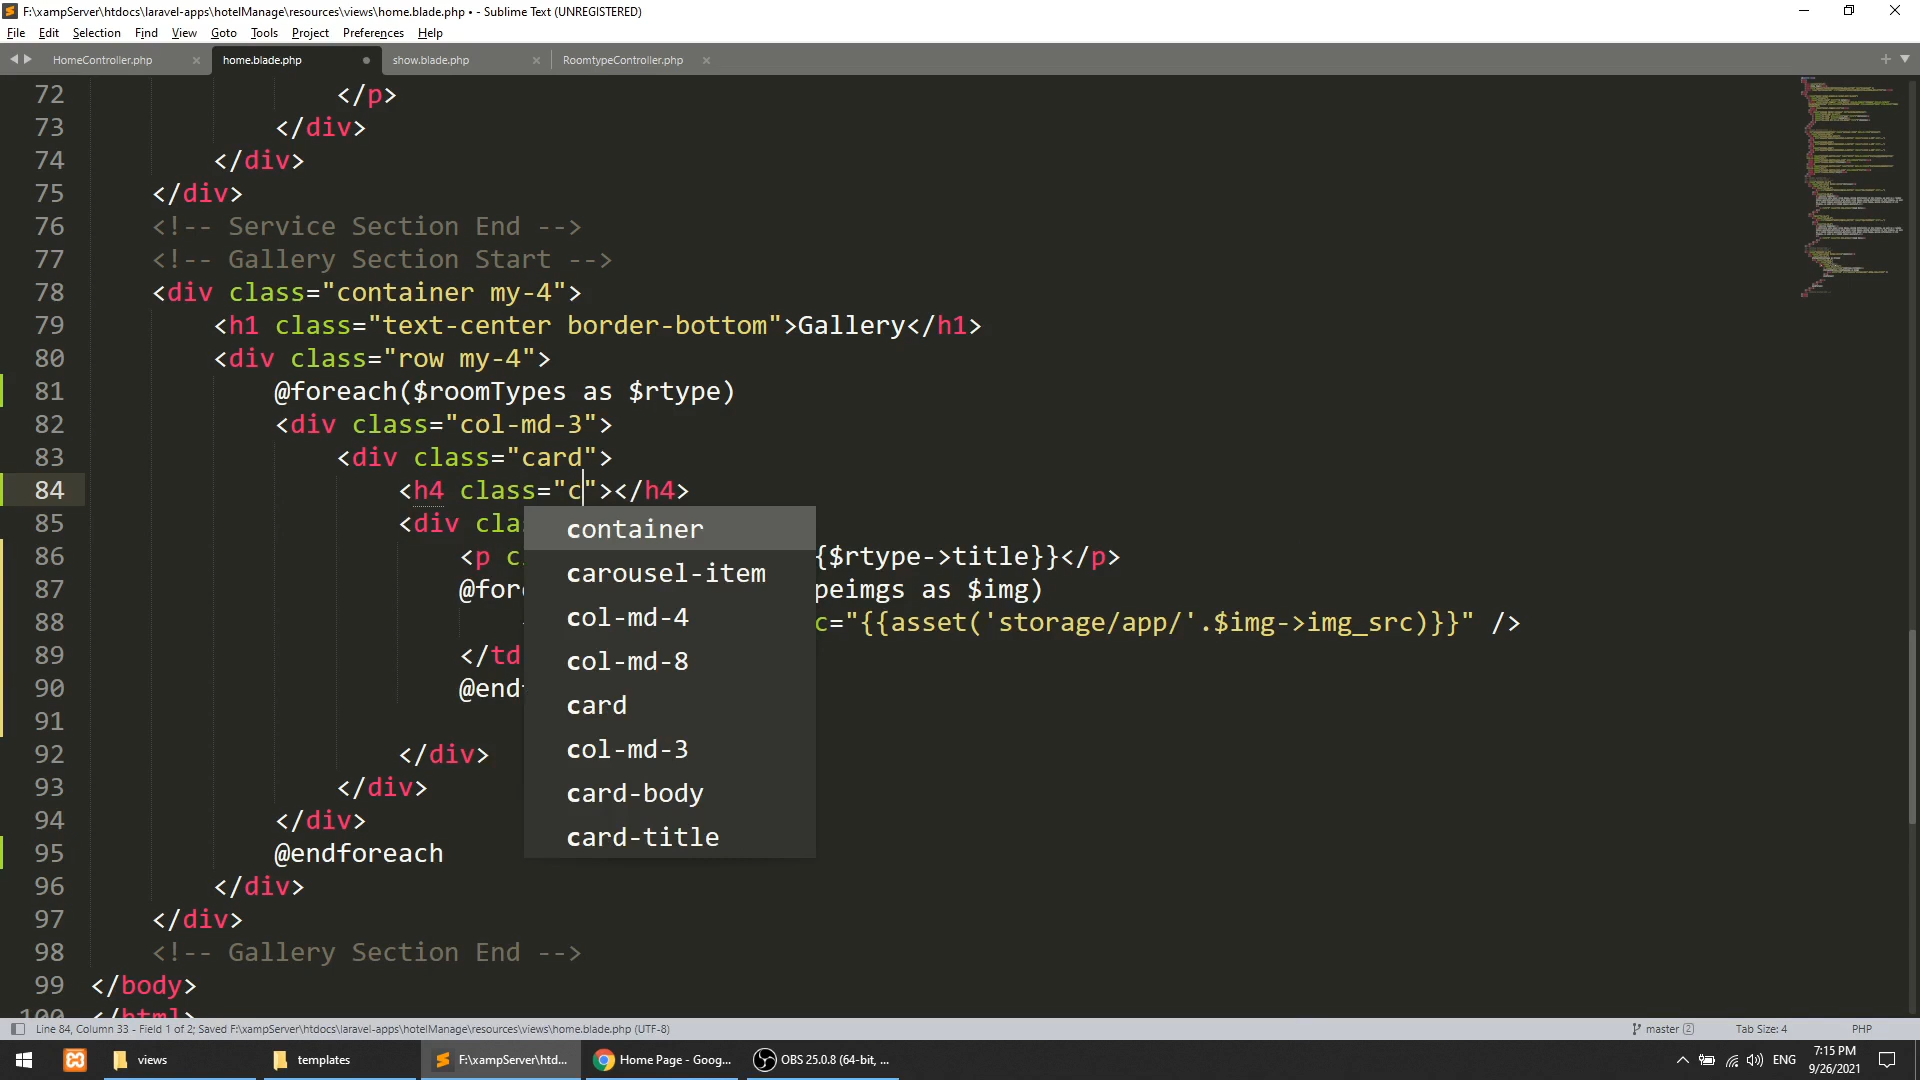 F:\xampServer\htdocs\laravel-apps\hotelManage\resources\views\home.blade.php • - Sublime Text (UNREGISTERED)
File Edit Selection Find View Goto Tools Project Preferences Help
HomeController.php × home.blade.php show.blade.php × RoomtypeController.php ×
72 </p>
73 </div>
74 </div>
75 </div>
76 <!-- Service Section End -->
77 <!-- Gallery Section Start -->
78 <div class="container my-4">
79 <h1 class="text-center border-bottom">Gallery</h1>
80 <div class="row my-4">
81 @foreach($roomTypes as $rtype)
82 <div class="col-md-3">
83 <div class="card">
84 <h4 class="c"></h4>
85 <div cla
container
86 <p c {$rtype->title}}</p>
carousel-item
87 @for peimgs as $img)
col-md-4
88 c="{{asset('storage/app/'.$img->img_src)}}" />
89 </td
col-md-8
90 @end
card
91
92 </div>
col-md-3
93 </div>
card-body
94 </div>
card-title
95 @endforeach
96 </div>
97 </div>
98 <!-- Gallery Section End -->
99 </body>
100 </html>
Line 84, Column 33 - Field 1 of 2; Saved F:\xampServer\htdocs\laravel-apps\hotelManage\resources\views\home.blade.php (UTF-8) master 2 Tab Size: 4 PHP
views templates F:\xampServer\htd... Home Page - Goog... OBS 25.0.8 (64-bit, ... ENG 7:15 PM
9/26/2021